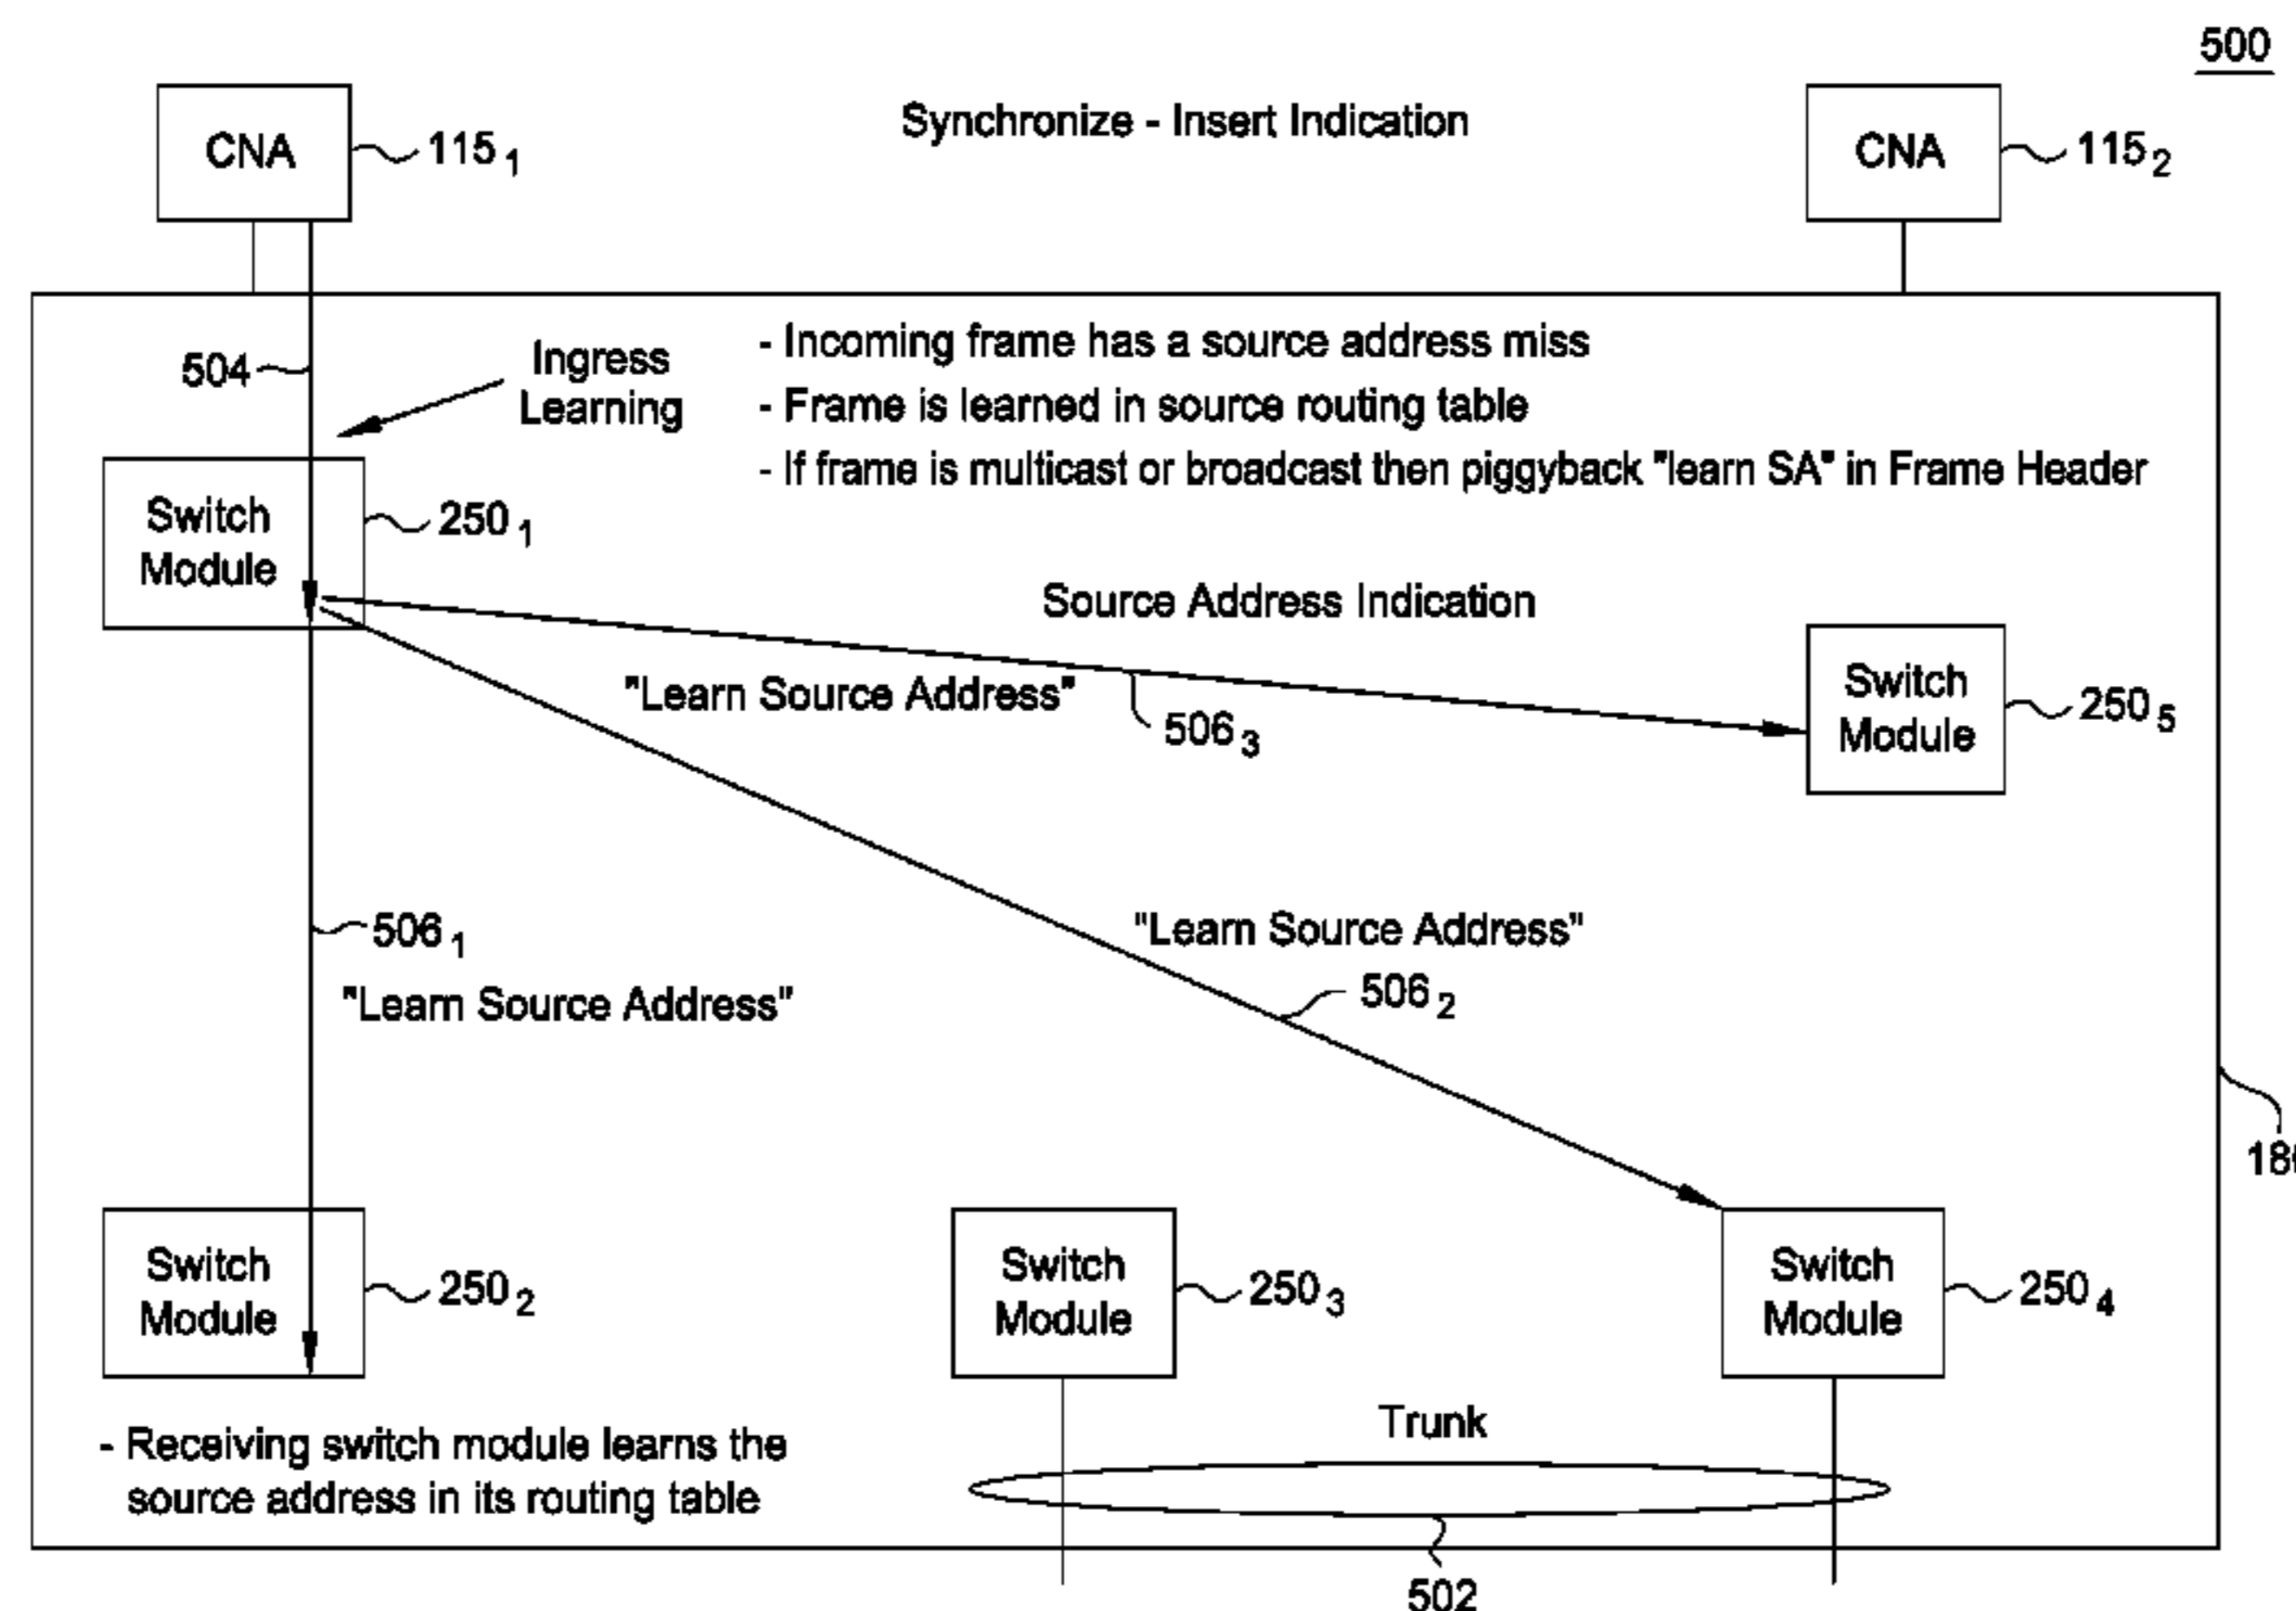 500
CNA
115 1
Synchronize - Insert Indication
CNA
115 2
504
Ingress
Learning
- Incoming frame has a source address miss
- Frame is learned in source routing table
- If frame is multicast or broadcast then piggyback "learn SA" in Frame Header
Switch
Module
250 1
Source Address Indication
"Learn Source Address"
506 3
Switch
Module
250 5
506 1
"Learn Source Address"
"Learn Source Address"
506 2
Switch
Module
250 2
Switch
Module
250 3
Switch
Module
250 4
- Receiving switch module learns the
source address in its routing table
Trunk
502